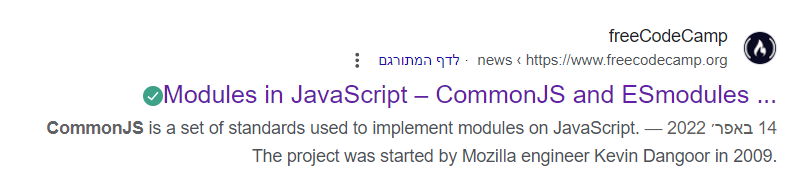 freeCodeCamp
https://www.freecodecamp.org › news · לדף המתורגם
Modules in JavaScript – CommonJS and ESmodules ...
14 באפר׳ 2022 — CommonJS is a set of standards used to implement modules on JavaScript.
The project was started by Mozilla engineer Kevin Dangoor in 2009.